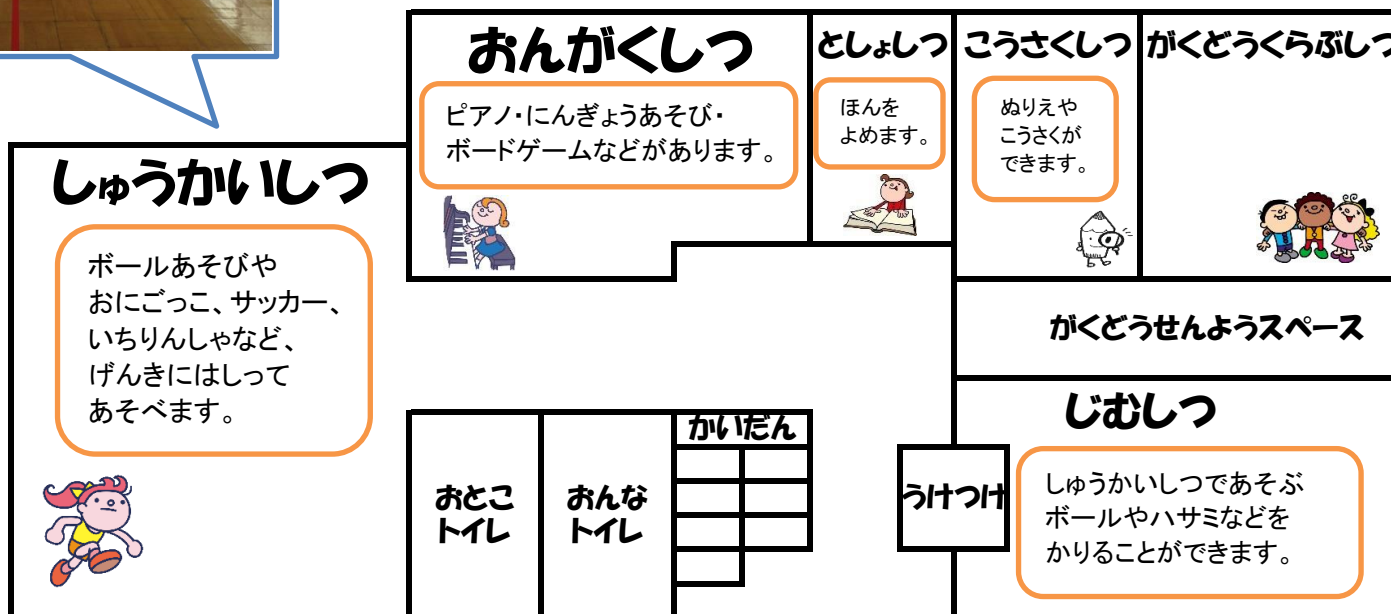 おんがくしつ
ピアノ・にんぎょうあそび・
ボードゲームなどがあります。
としょしつ
ほんを
よめます。
こうさくしつ
ぬりえや
こうさくが
できます。
がくどうくらぶしつ
しゅうかいしつ
ボールあそびや
おにごっこ、サッカー、
いちりんしゃなど、
げんきにはしって
あそべます。
がくどうせんようスペース
じむしつ
しゅうかいしつであそぶ
ボールやハサミなどを
かりることができます。
うけつけ
かいだん
おとこ
トイレ
おんな
トイレ